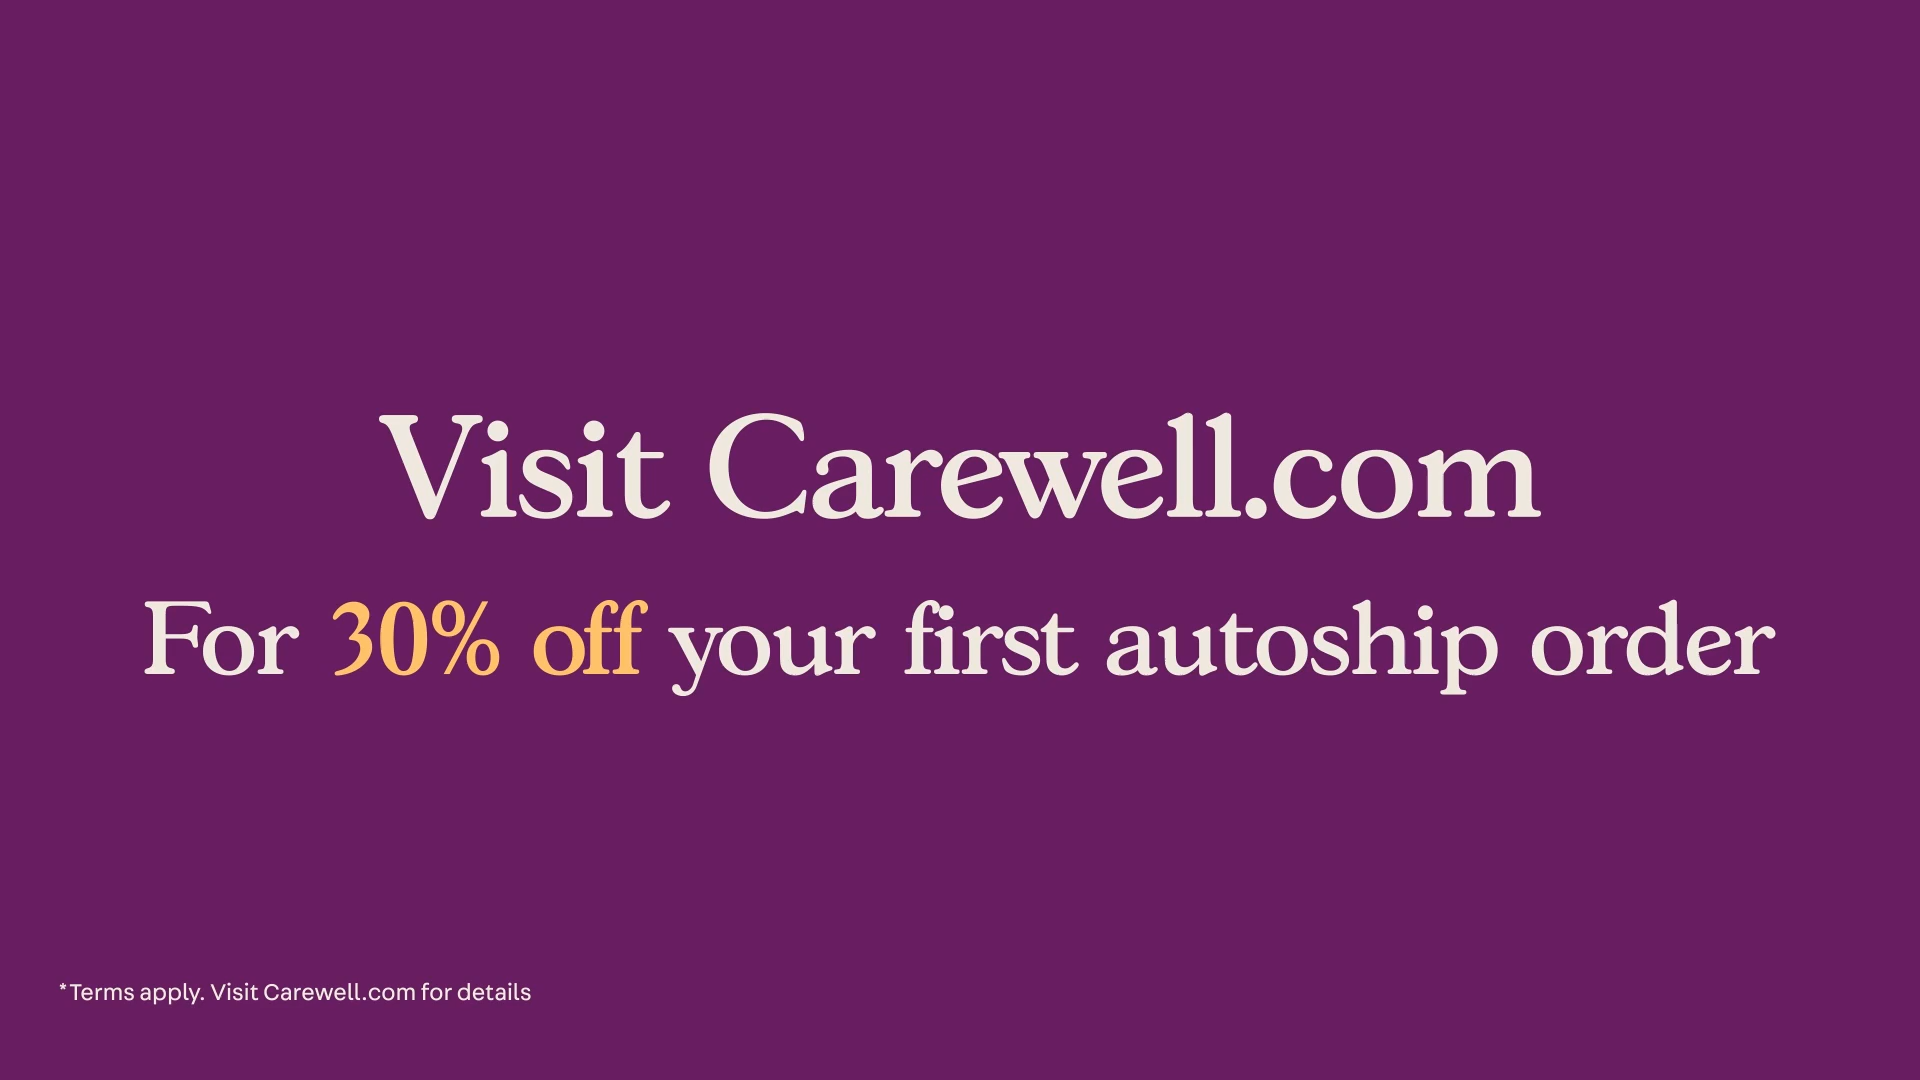 Visit Carewell.com
For 30% off your first autoship order
*Terms apply. Visit Carewell.com for details